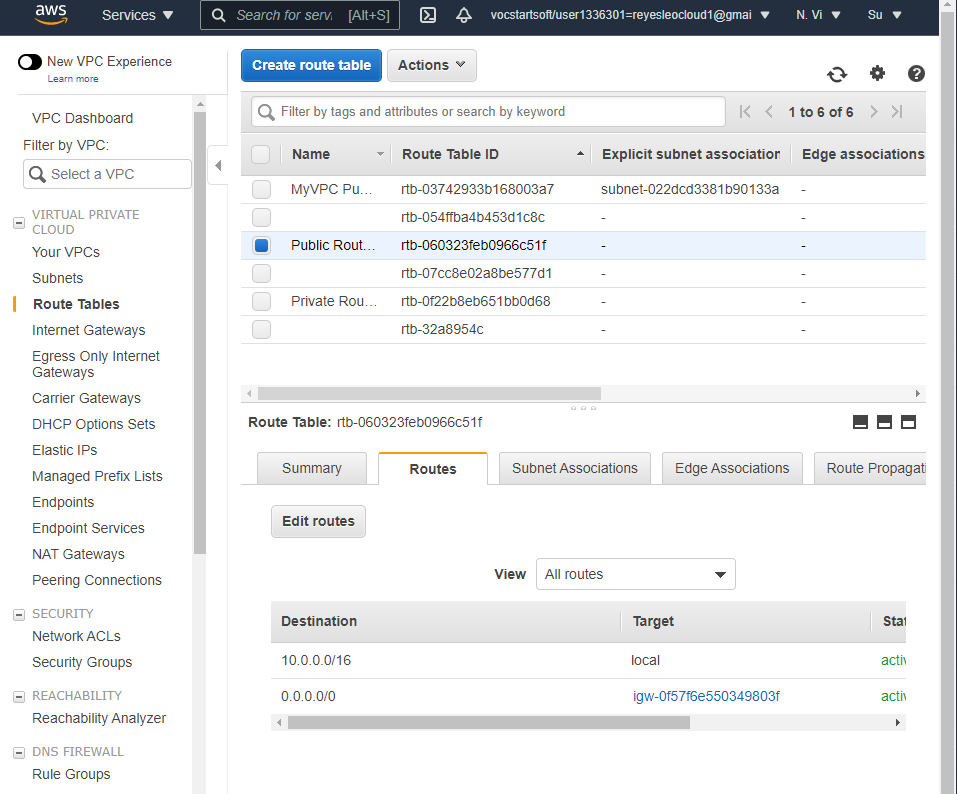 aws Services Search for serv [Alt+S] vocstartsoft/user1336301=reyesleocloud1@gmai N. Vi Su
New VPC Experience
Learn more
VPC Dashboard
Filter by VPC:
Select a VPC
VIRTUAL PRIVATE
CLOUD
Your VPCs
Subnets
Route Tables
Internet Gateways
Egress Only Internet
Gateways
Carrier Gateways
DHCP Options Sets
Elastic IPs
Managed Prefix Lists
Endpoints
Endpoint Services
NAT Gateways
Peering Connections
SECURITY
Network ACLs
Security Groups
REACHABILITY
Reachability Analyzer
DNS FIREWALL
Rule Groups
Create route table Actions
Filter by tags and attributes or search by keyword 1 to 6 of 6
Name Route Table ID Explicit subnet association Edge associations
MyVPC Pu... rtb-03742933b168003a7 subnet-022dcd3381b90133a -
rtb-054ffba4b453d1c8c - -
Public Rout... rtb-060323feb0966c51f - -
rtb-07cc8e02a8be577d1 - -
Private Rou... rtb-0f22b8eb651bb0d68 - -
rtb-32a8954c - -
Route Table: rtb-060323feb0966c51f
Summary Routes Subnet Associations Edge Associations Route Propagati
Edit routes
View All routes
Destination Target Stat
10.0.0.0/16 local activ
0.0.0.0/0 igw-0f57f6e550349803f activ